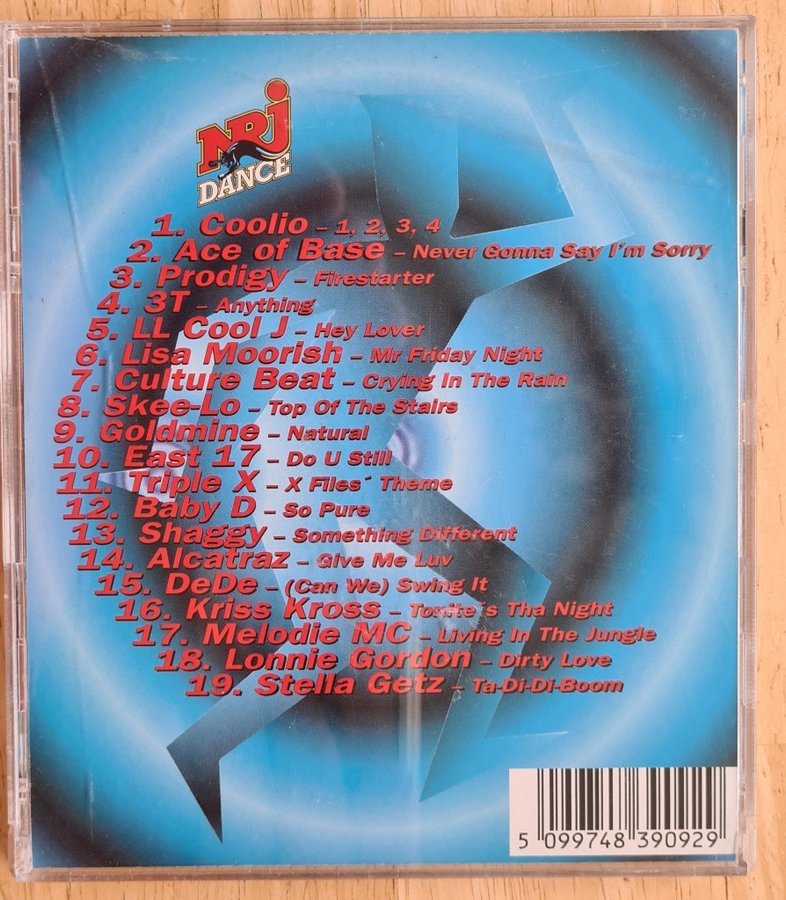 NRJ
DANCE
1. Coolio – 1, 2, 3, 4
2. Ace of Base – Never Gonna Say I'm Sorry
3. Prodigy – Firestarter
4. 3T – Anything
5. LL Cool J – Hey Lover
6. Lisa Moorish – Mr Friday Night
7. Culture Beat – Crying In The Rain
8. Skee-Lo – Top Of The Stairs
9. Goldmine – Natural
10. East 17 – Do U Still
11. Triple X – X Files´ Theme
12. Baby D – So Pure
13. Shaggy – Something Different
14. Alcatraz – Give Me Luv
15. DeDe – (Can We) Swing It
16. Kriss Kross – Tonite´s Tha Night
17. Melodie MC – Living In The Jungle
18. Lonnie Gordon – Dirty Love
19. Stella Getz – Ta-Di-Di-Boom
5 099748 390929